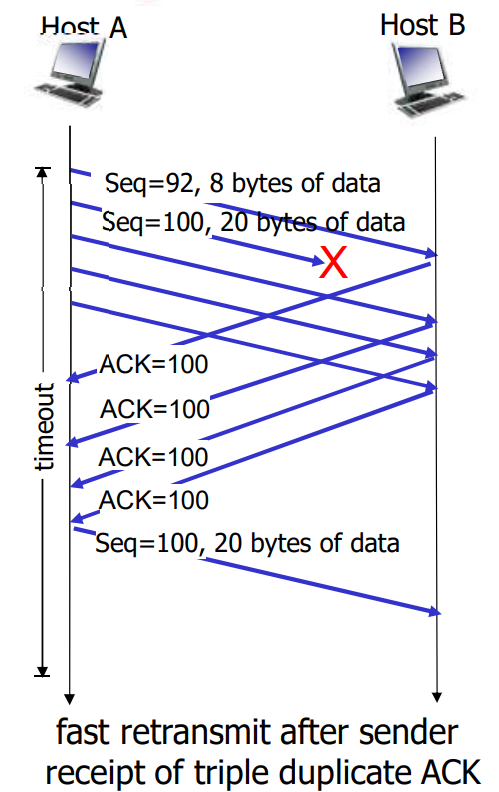 Host A
Host B
Seq=92, 8 bytes of data
Seq=100, 20 bytes of data
X
ACK=100
ACK=100
ACK=100
ACK=100
timeout
Seq=100, 20 bytes of data
fast retransmit after sender
receipt of triple duplicate ACK